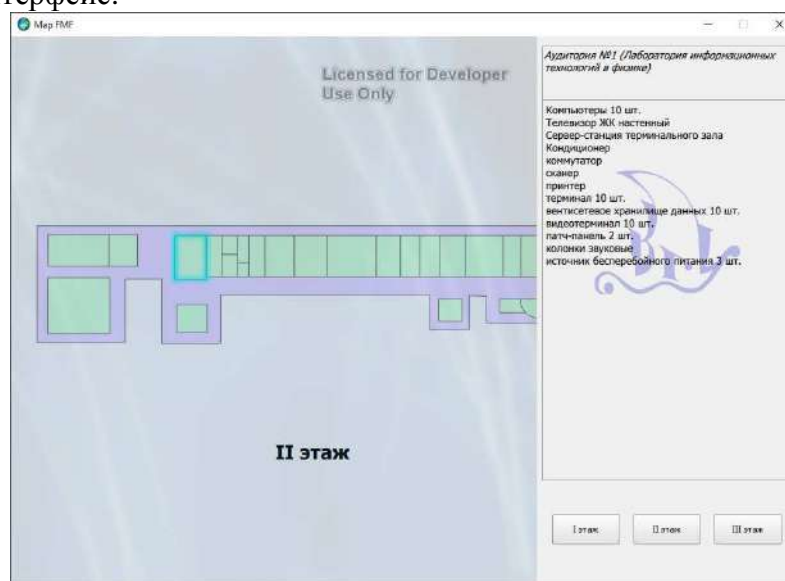 терфейс.
Map FMF
Licensed for Developer
Use Only
II этаж
Аудитория №1 (Лаборатория информационных
технологий в физике)
Компьютеры 10 шт.
Телевизор ЖК настенный
Сервер-станция терминального зала
Кондиционер
коммутатор
сканер
принтер
терминал 10 шт.
вентисетевое хранилище данных 10 шт.
видеотерминал 10 шт.
патч-панель 2 шт.
колонки звуковые
источник бесперебойного питания 3 шт.
I этаж
II этаж
III этаж